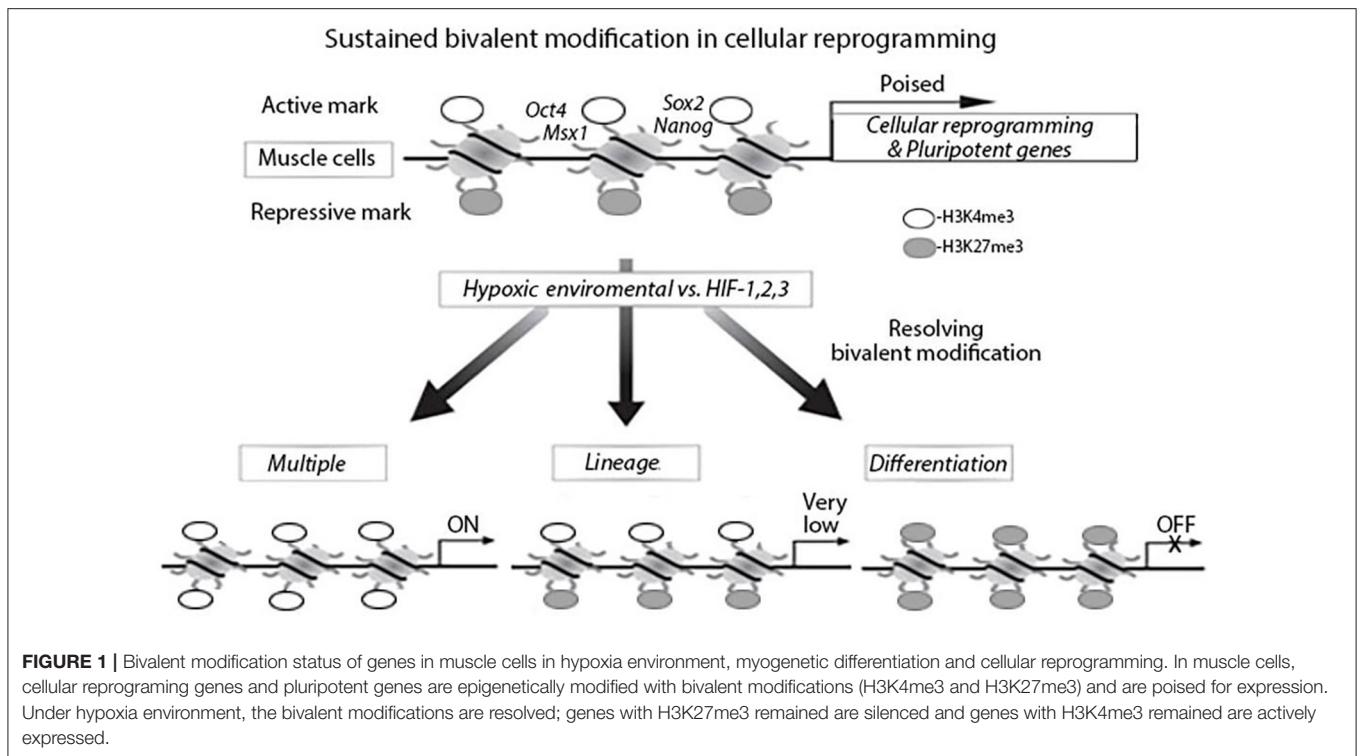 Sustained bivalent modification in cellular reprogramming
Active mark
Oct4
Msx1
Sox2
Nanog
Poised
Muscle cells
Cellular reprogramming
& Pluripotent genes
Repressive mark
-H3K4me3
-H3K27me3
Hypoxic enviromental vs. HIF-1,2,3
Resolving
bivalent modification
Multiple
Lineage.
Differentiation
ON
Very
low
OFF
X
FIGURE 1 | Bivalent modification status of genes in muscle cells in hypoxia environment, myogenetic differentiation and cellular reprogramming. In muscle cells,
cellular reprograming genes and pluripotent genes are epigenetically modified with bivalent modifications (H3K4me3 and H3K27me3) and are poised for expression.
Under hypoxia environment, the bivalent modifications are resolved; genes with H3K27me3 remained are silenced and genes with H3K4me3 remained are actively
expressed.